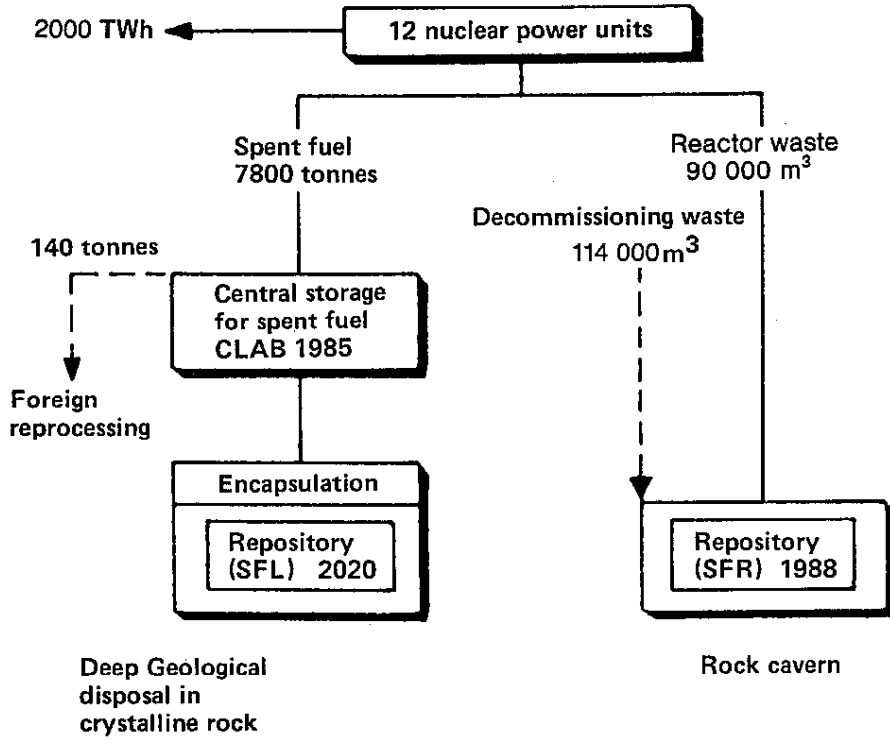 2000 TWh
12 nuclear power units
Spent fuel
7800 tonnes
Reactor waste
90 000 m³
Decommissioning waste
114 000 m³
140 tonnes
Central storage
for spent fuel
CLAB 1985
Foreign
reprocessing
Encapsulation
Repository
(SFL) 2020
Repository
(SFR) 1988
Deep Geological
disposal in
crystalline rock
Rock cavern